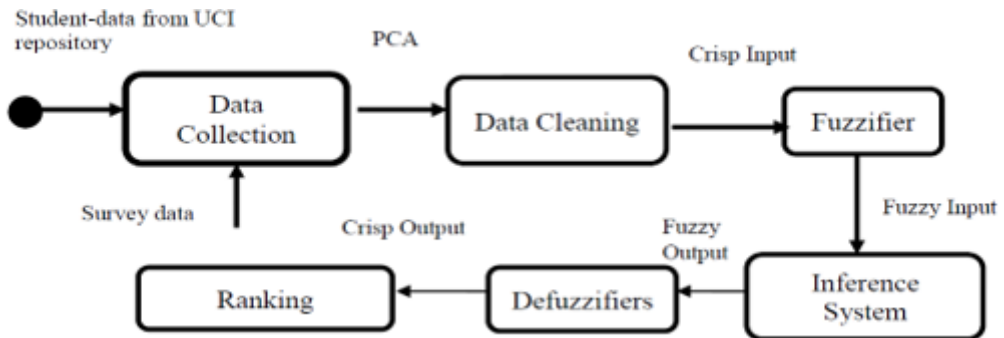 Student-data from UCI
repository
PCA
Crisp Input
Data
Collection
Data Cleaning
Fuzzifier
Survey data
Crisp Output
Fuzzy
Output
Fuzzy Input
Ranking
Defuzzifiers
Inference
System